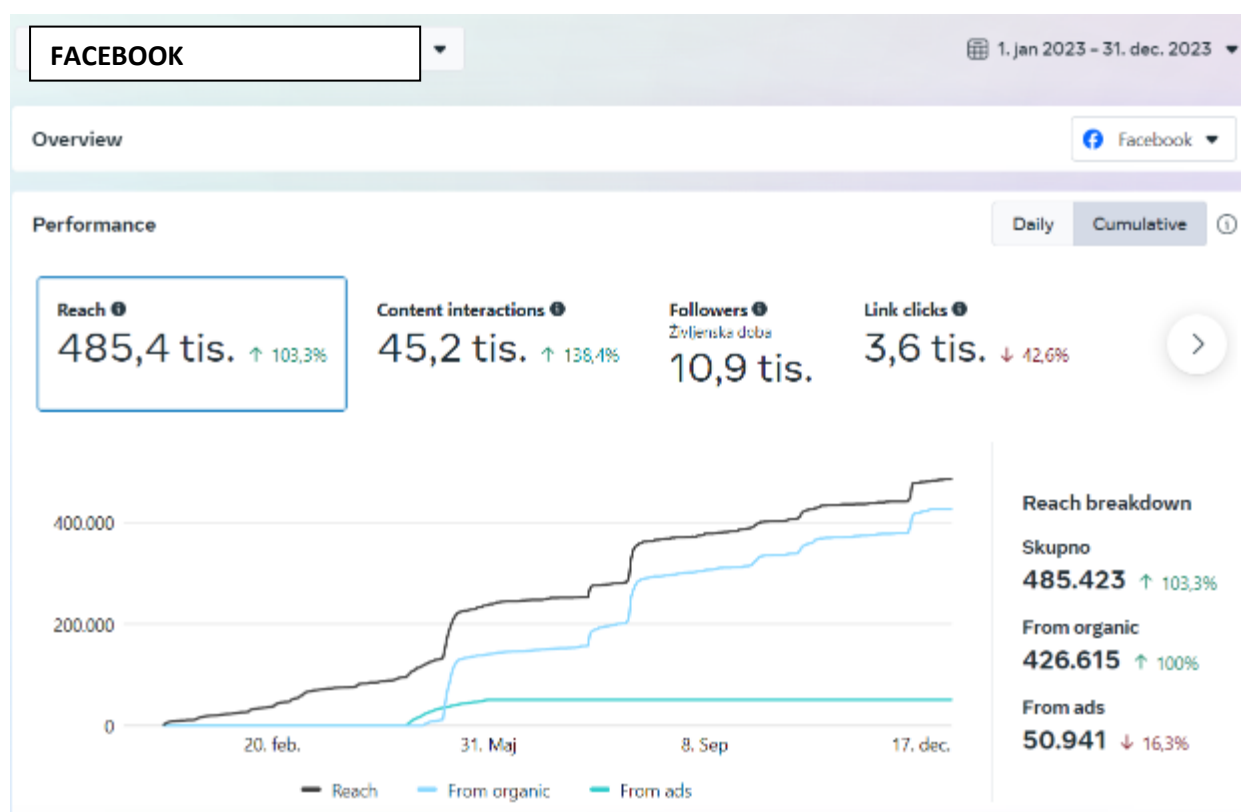 FACEBOOK
1. jan 2023 – 31. dec. 2023
Overview
Facebook
Performance
Daily
Cumulative
Reach
485,4 tis. ↑ 103,3%
Content interactions
45,2 tis. ↑ 138,4%
Followers
Življenska doba
10,9 tis.
Link clicks
3,6 tis. ↓ 42,6%
400.000
200.000
0
20. feb.
31. Maj
8. Sep
17. dec.
Reach
From organic
From ads
Reach breakdown
Skupno
485.423 ↑ 103,3%
From organic
426.615 ↑ 100%
From ads
50.941 ↓ 16,3%